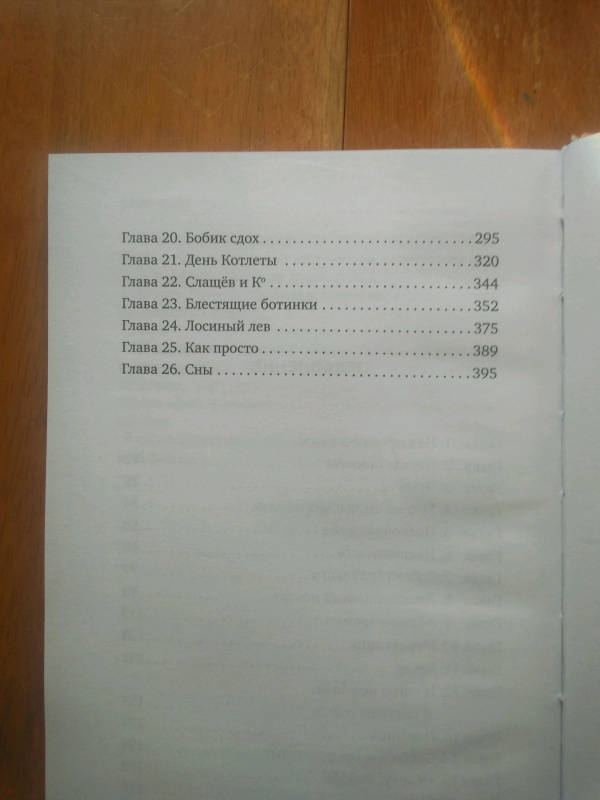 Глава 20. Бобик сдох ............................ 295
Глава 21. День Котлеты .......................... 320
Глава 22. Слащёв и Кº ........................... 344
Глава 23. Блестящие ботинки ..................... 352
Глава 24. Лосиный лев ........................... 375
Глава 25. Как просто ............................ 389
Глава 26. Сны ................................... 395